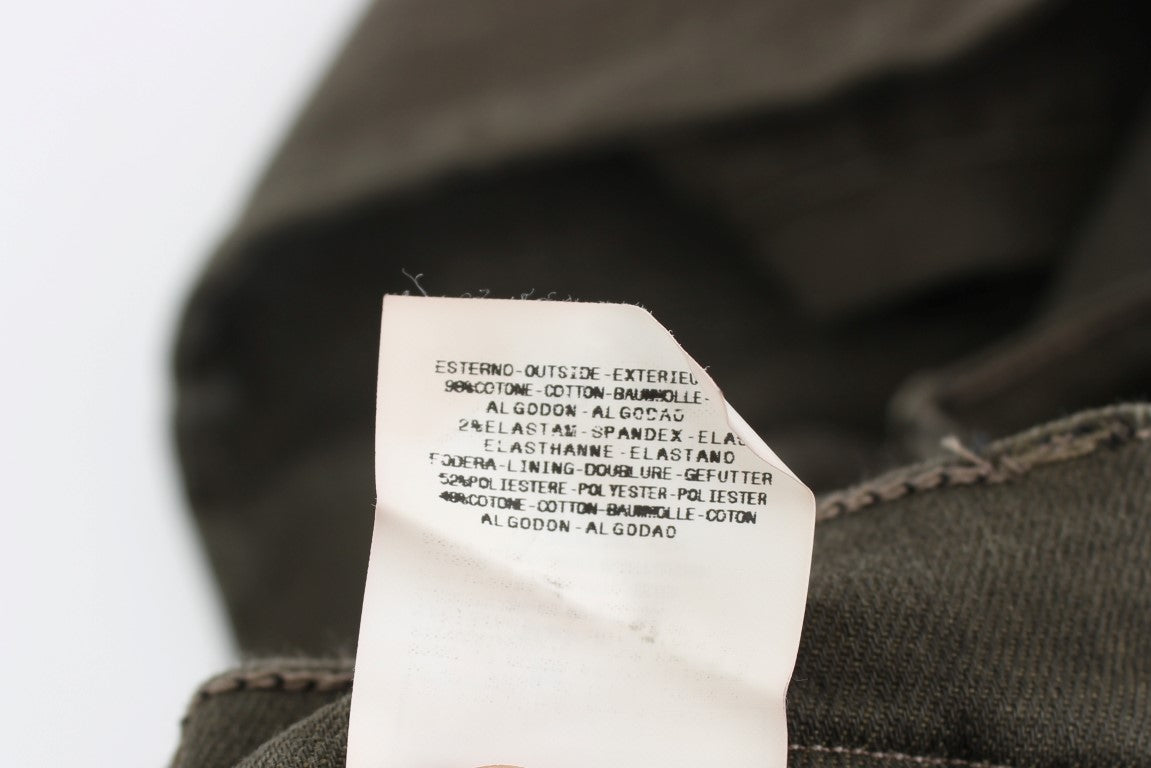 ESTERNO-OUTSIDE-EXTERIEU
98%COTONE-COTTON-BAUMWOLLE-
ALGODON-ALGODAO
2%ELASTAM-SPANDEX-ELAS
ELASTHANNE-ELASTANO
FODERA-LINING-DOUBLURE-GEFUTTER
52%POLIESTERE-POLYESTER-POLIESTER
48%COTONE-COTTON-BAUMWOLLE-COTON
ALGODON-ALGODAO